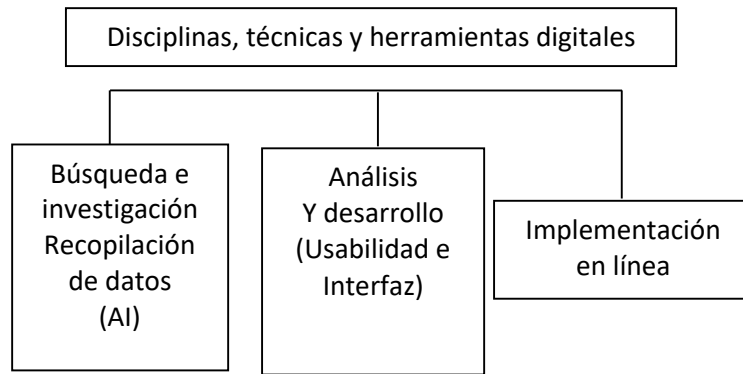 Disciplinas, técnicas y herramientas digitales
Búsqueda e
investigación
Recopilación
de datos
(AI)
Análisis
Y desarrollo
(Usabilidad e
Interfaz)
Implementación
en línea